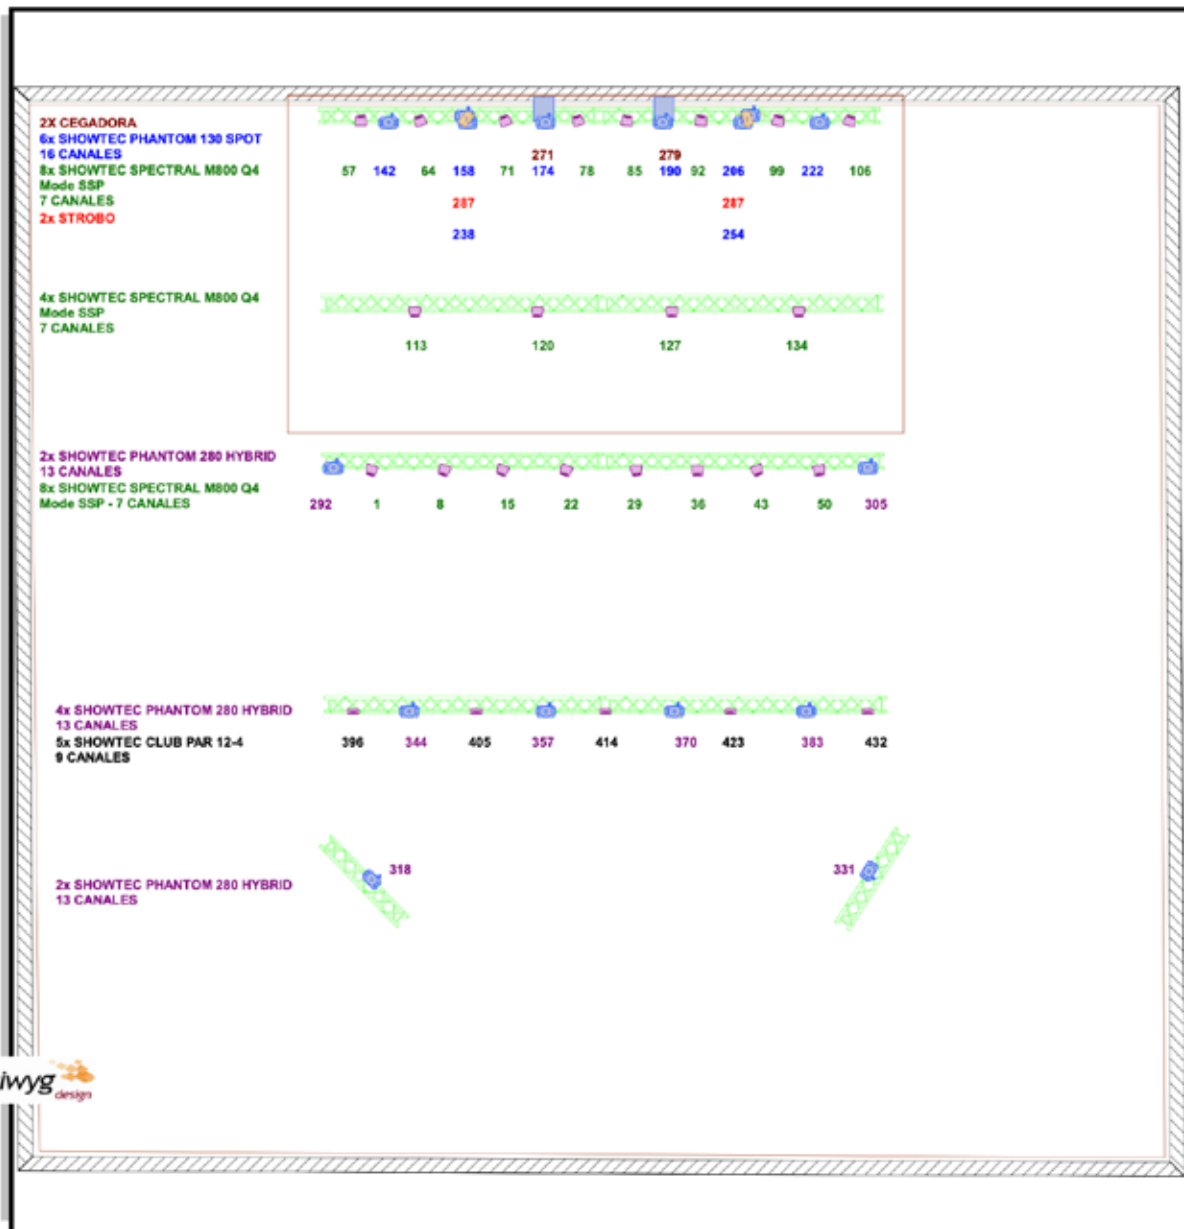 2X CEGADORA
6x SHOWTEC PHANTOM 130 SPOT
16 CANALES
8x SHOWTEC SPECTRAL M800 Q4
Mode SSP
7 CANALES
2x STROBO
271 279
57 142 64 158 71 174 78 85 190 92 206 99 222 106
287 287
238 254
4x SHOWTEC SPECTRAL M800 Q4
Mode SSP
7 CANALES
113 120 127 134
2x SHOWTEC PHANTOM 280 HYBRID
13 CANALES
8x SHOWTEC SPECTRAL M800 Q4
Mode SSP - 7 CANALES
292 1 8 15 22 29 36 43 50 305
4x SHOWTEC PHANTOM 280 HYBRID
13 CANALES
5x SHOWTEC CLUB PAR 12-4
9 CANALES
396 344 405 357 414 370 423 383 432
318 331
2x SHOWTEC PHANTOM 280 HYBRID
13 CANALES
iwyg
design